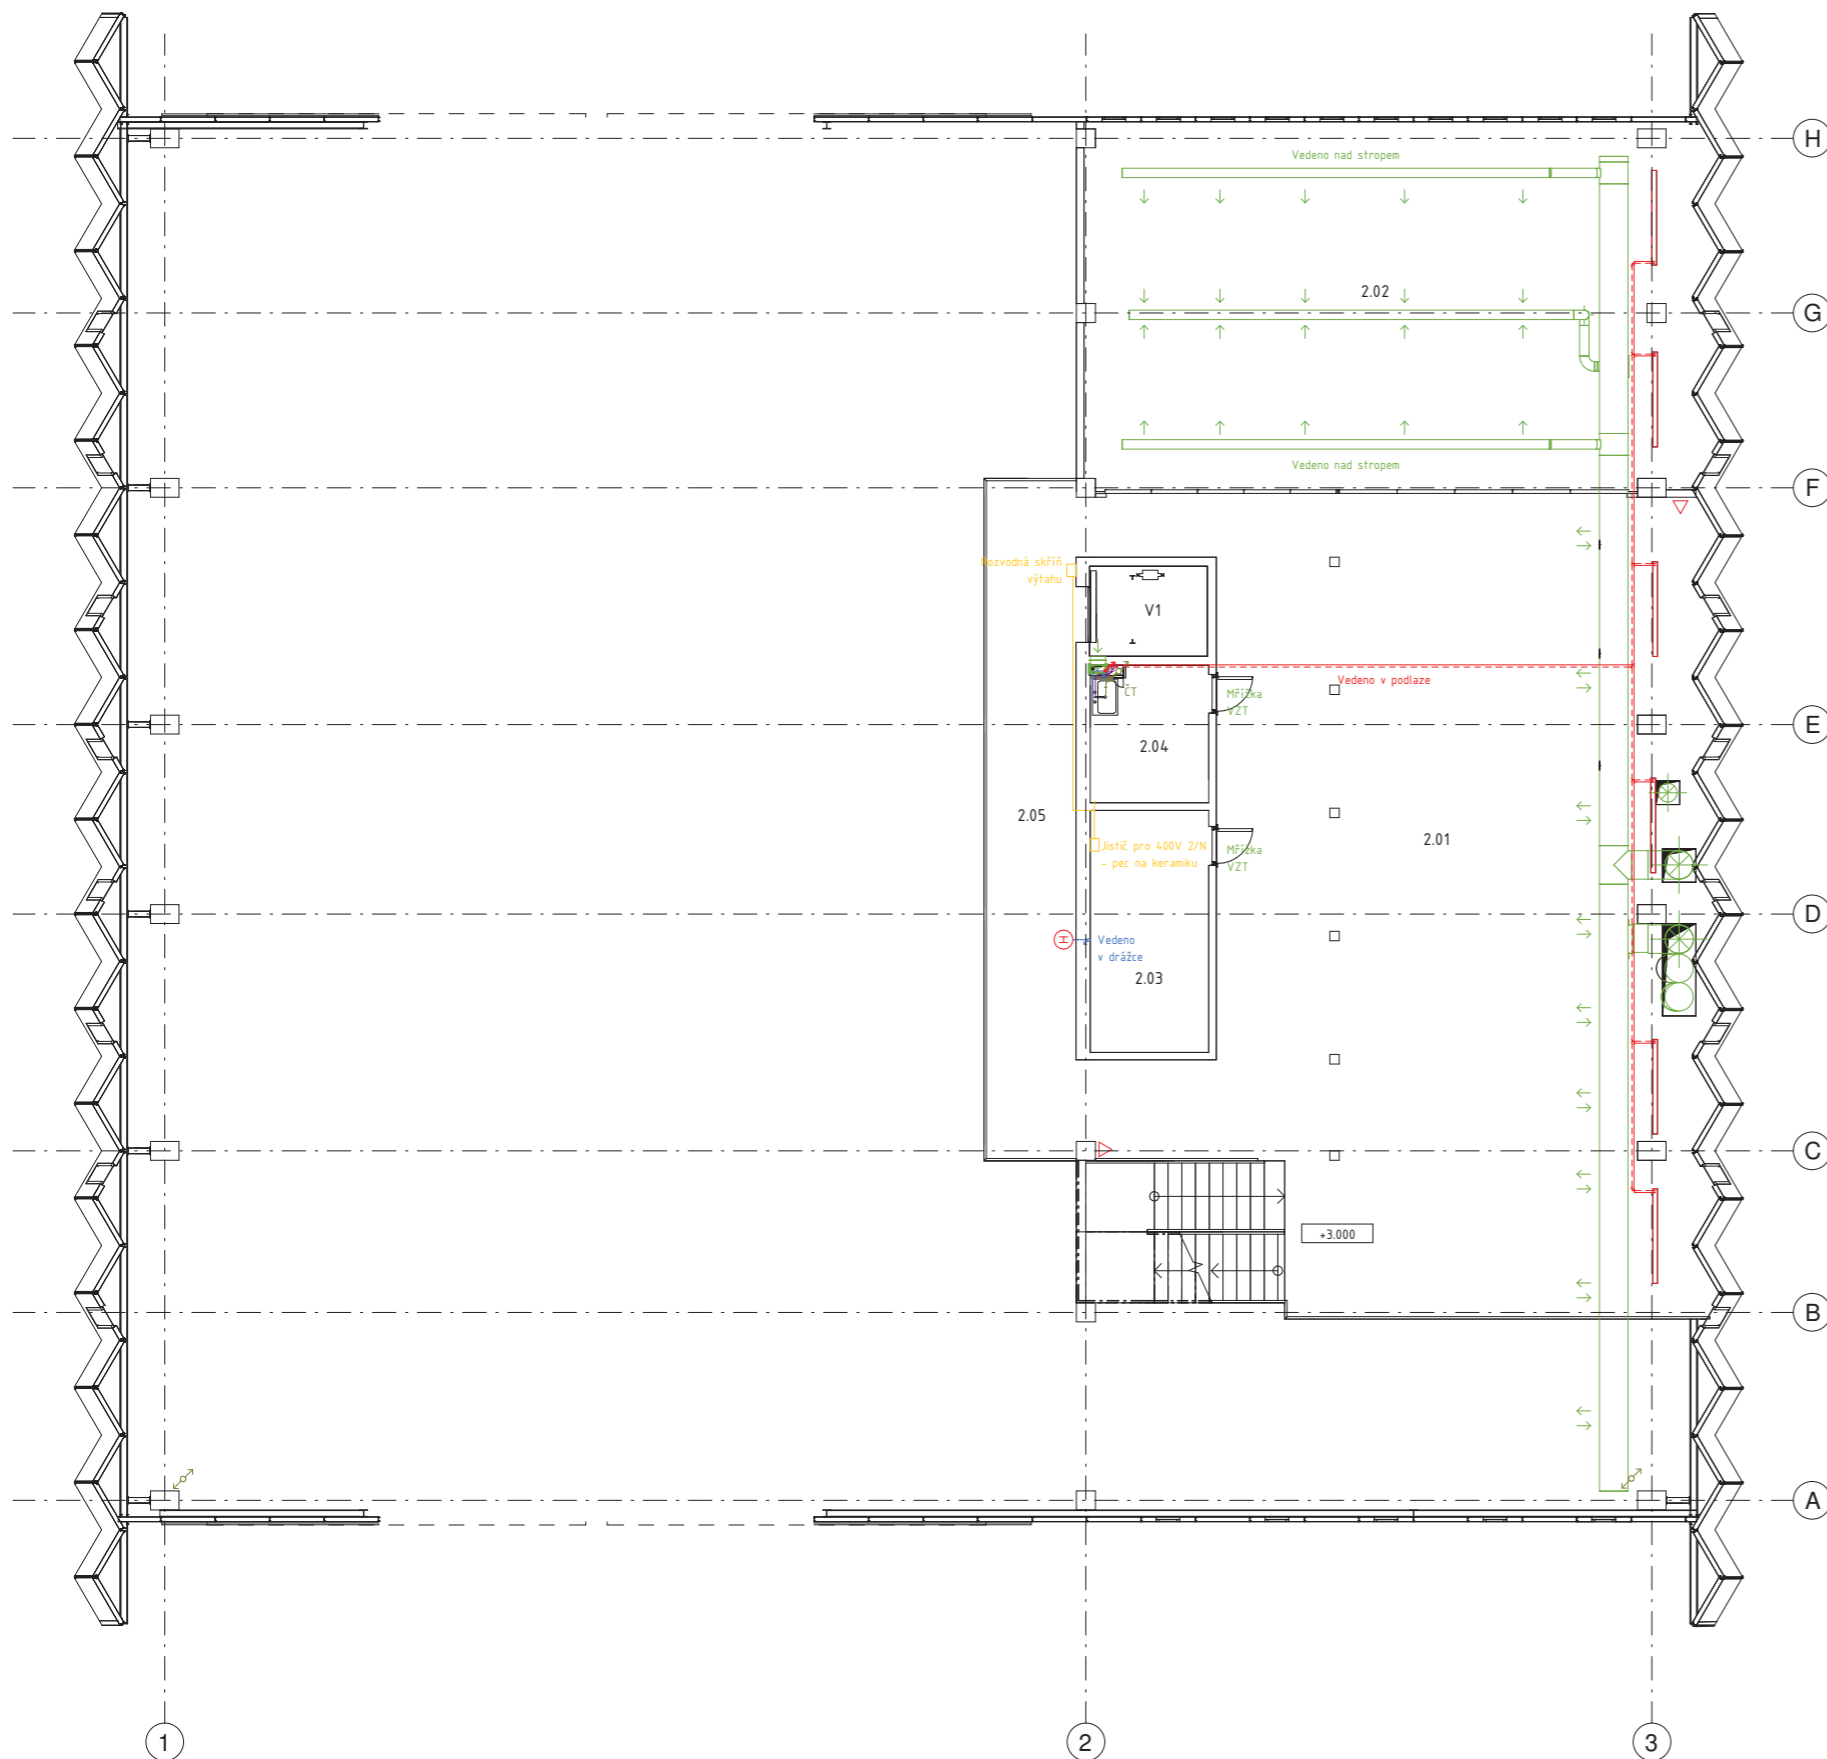 H
Vedeno nad stropem
2.02
G
Vedeno nad stropem
F
Rozvodná skříň
výtahu
V1
Vedeno v podlaze
ČT
Mřížka
VZT
E
2.04
2.05
2.01
Jistič pro 400V 2/N
- pec na keramiku
Mřížka
VZT
D
H
Vedeno
v drážce
2.03
C
+3.000
B
A
1
2
3